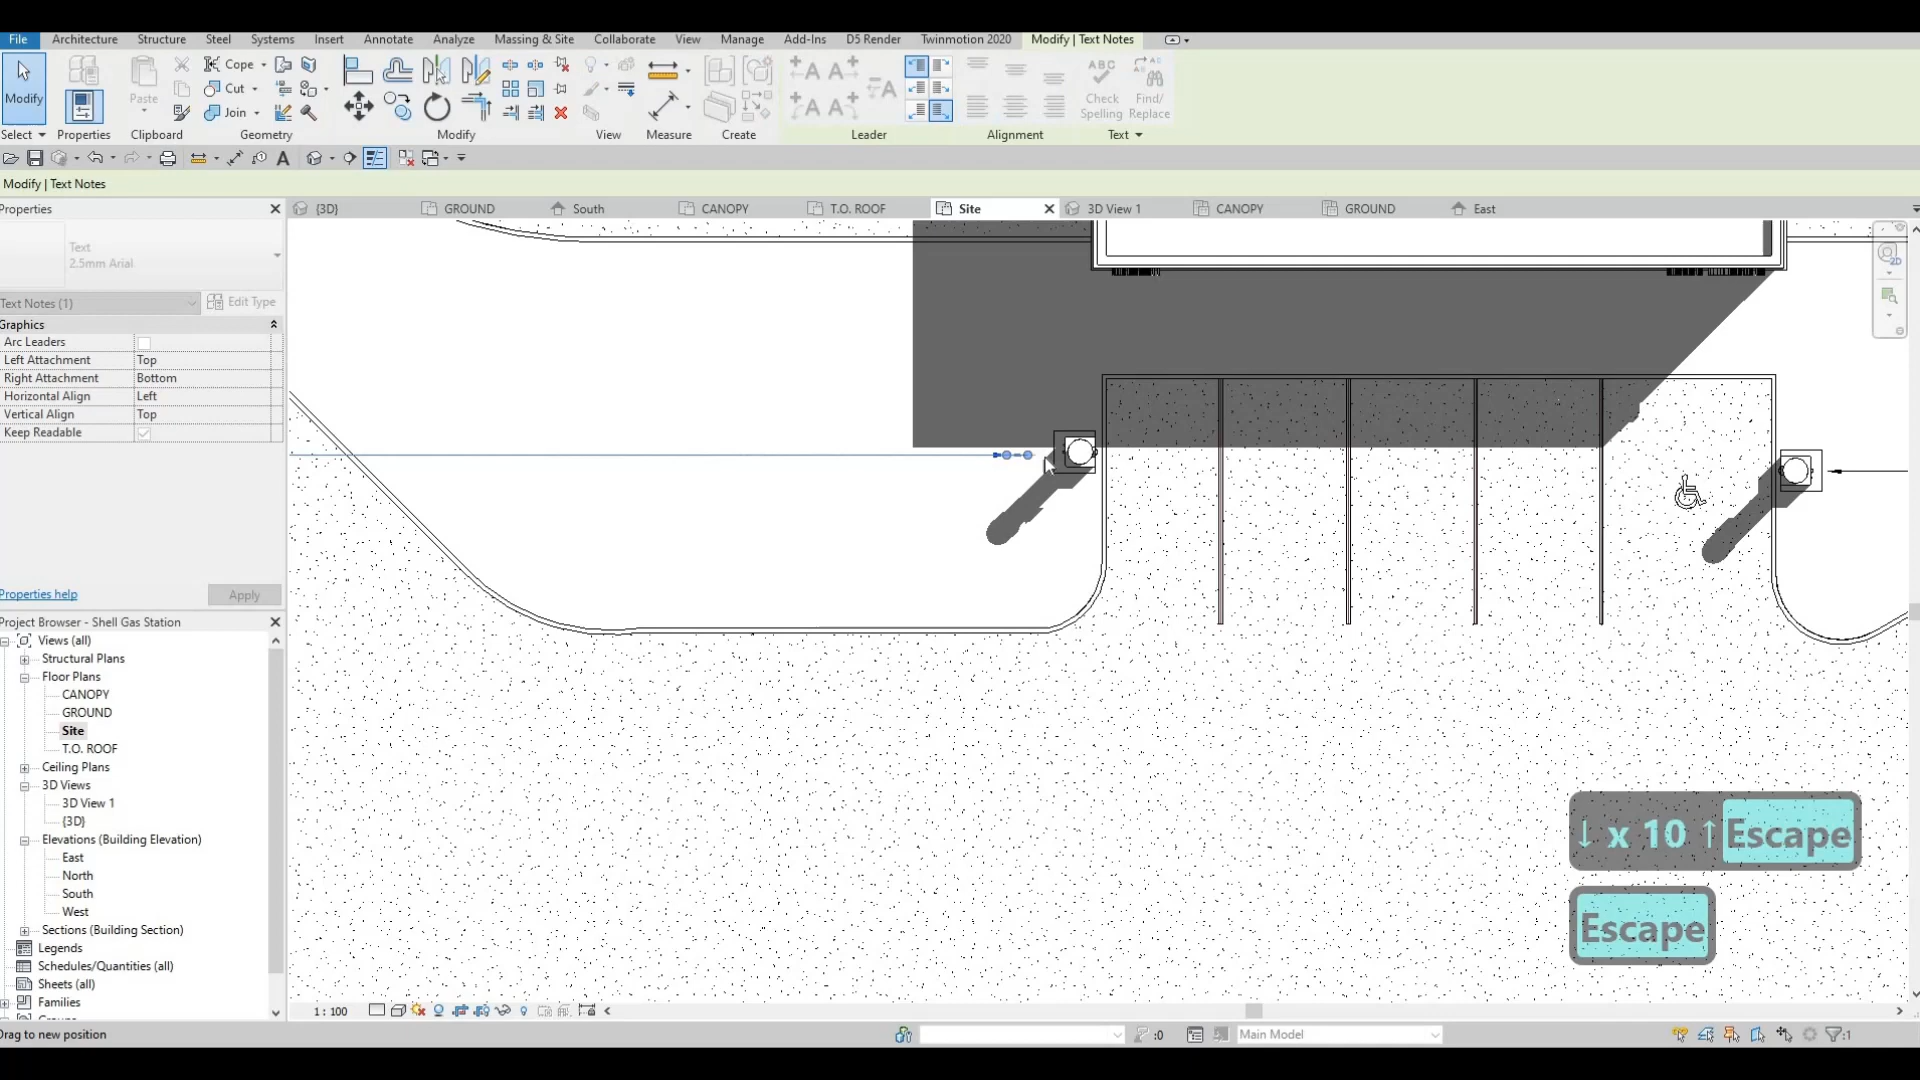 File Architecture Structure Steel Systems Insert Annotate Analyze Massing & Site Collaborate View Manage Add-Ins D5 Render Twinmotion 2020 Modify | Text Notes
Modify Paste Cope Cut Join Check Spelling Find/ Replace
Select Properties Clipboard Geometry Modify View Measure Create Leader Alignment Text
Modify | Text Notes
Properties {3D} GROUND South CANOPY T.O. ROOF Site 3D View 1 CANOPY GROUND East
Text
2.5mm Arial
Text Notes (1) Edit Type
Graphics
Arc Leaders
Left Attachment Top
Right Attachment Bottom
Horizontal Align Left
Vertical Align Top
Keep Readable
Properties help Apply
Project Browser - Shell Gas Station
Views (all)
Structural Plans
Floor Plans
CANOPY
GROUND
Site
T.O. ROOF
Ceiling Plans
3D Views
3D View 1
{3D}
Elevations (Building Elevation)
East
North
South
West
Sections (Building Section)
Legends
Schedules/Quantities (all)
Sheets (all)
Families
↓ x 10 ↑ Escape
Escape
1 : 100
Drag to new position :0 Main Model :1